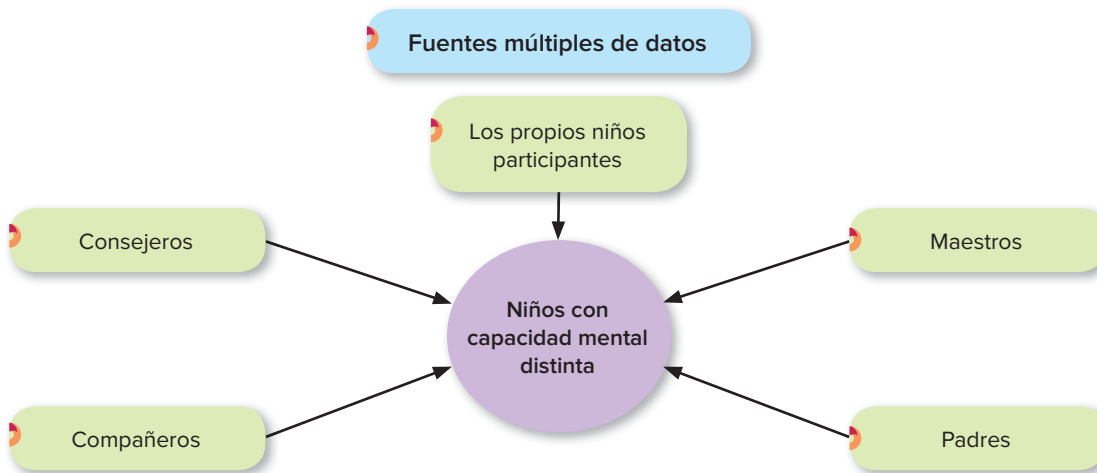 Fuentes múltiples de datos
Los propios niños
participantes
Consejeros
Maestros
Niños con
capacidad mental
distinta
Compañeros
Padres